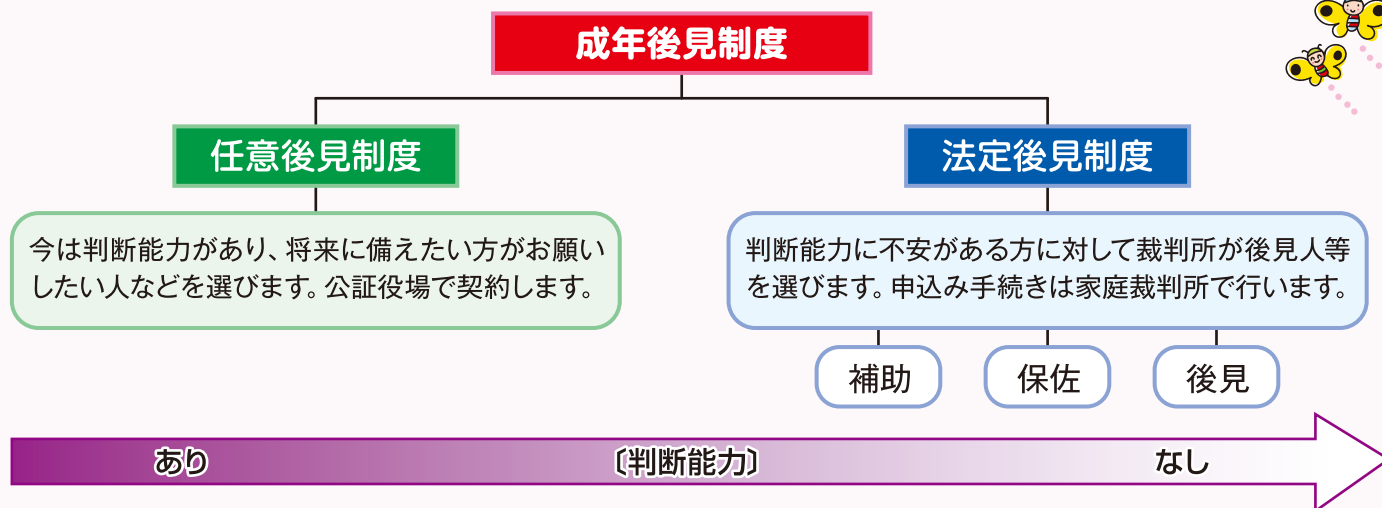 成年後見制度
任意後見制度
法定後見制度
今は判断能力があり、将来に備えたい方がお願い
したい人などを選びます。公証役場で契約します。
判断能力に不安がある方に対して裁判所が後見人等
を選びます。申込み手続きは家庭裁判所で行います。
補助
保佐
後見
あり
〔判断能力〕
なし